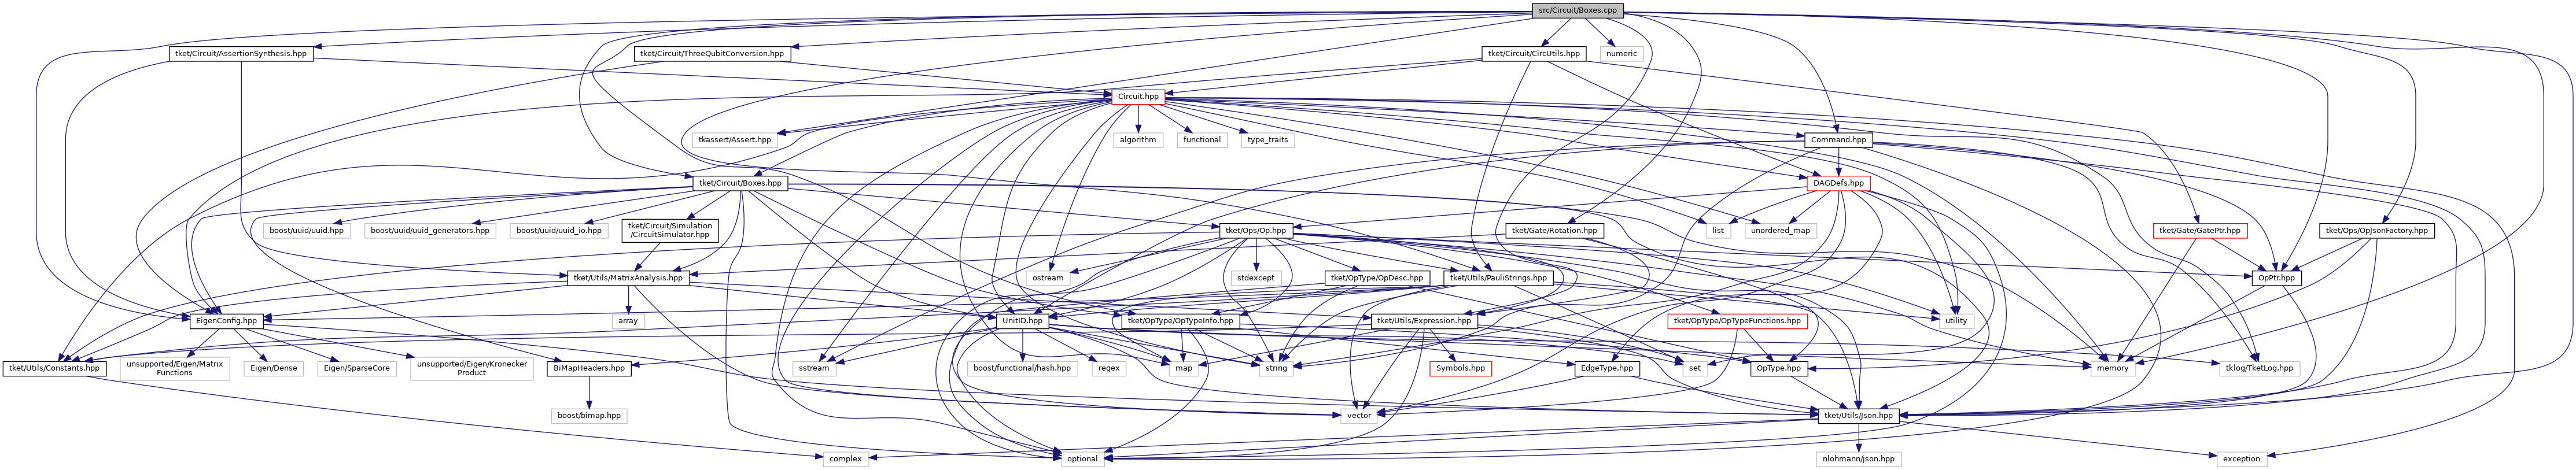 src/Circuit/Boxes.cpp
tket/Circuit/AssertionSynthesis.hpp
tket/Circuit/ThreeQubitConversion.hpp
tket/Circuit/CircUtils.hpp
numeric
Circuit.hpp
tkassert/Assert.hpp
algorithm
functional
type_traits
Command.hpp
tket/Circuit/Boxes.hpp
DAGDefs.hpp
boost/uuid/uuid.hpp
boost/uuid/uuid_generators.hpp
boost/uuid/uuid_io.hpp
tket/Circuit/Simulation
/CircuitSimulator.hpp
tket/Ops/Op.hpp
list
unordered_map
tket/Gate/Rotation.hpp
tket/Gate/GatePtr.hpp
tket/Ops/OpJsonFactory.hpp
tket/Utils/MatrixAnalysis.hpp
ostream
stdexcept
tket/OpType/OpDesc.hpp
tket/Utils/PauliStrings.hpp
OpPtr.hpp
EigenConfig.hpp
array
UnitID.hpp
tket/OpType/OpTypeInfo.hpp
tket/Utils/Expression.hpp
tket/OpType/OpTypeFunctions.hpp
utility
tket/Utils/Constants.hpp
unsupported/Eigen/Matrix
Functions
Eigen/Dense
Eigen/SparseCore
unsupported/Eigen/Kronecker
Product
BiMapHeaders.hpp
sstream
boost/functional/hash.hpp
regex
map
string
Symbols.hpp
EdgeType.hpp
set
OpType.hpp
memory
tklog/TketLog.hpp
boost/bimap.hpp
vector
tket/Utils/Json.hpp
complex
optional
nlohmann/json.hpp
exception